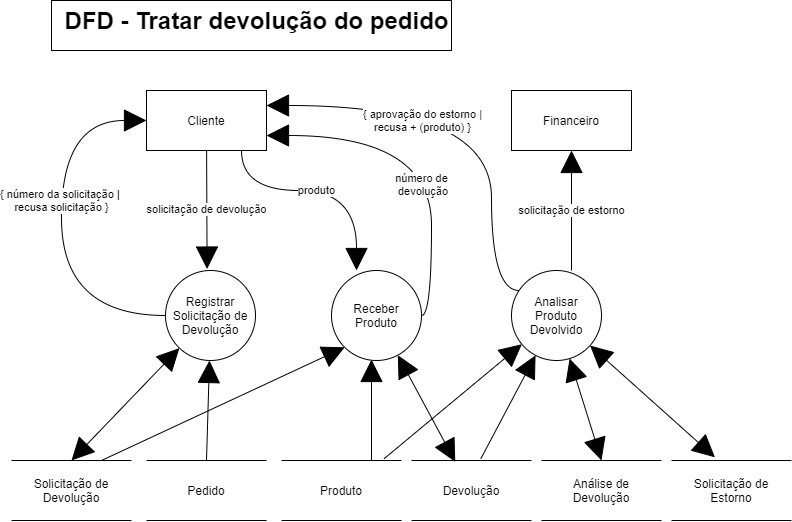 DFD - Tratar devolução do pedido
Cliente
{ aprovação do estorno |
recusa + (produto) }
Financeiro
{ número da solicitação |
recusa solicitação }
solicitação de devolução
produto
número de
devolução
solicitação de estorno
Registrar
Solicitação de
Devolução
Receber
Produto
Analisar
Produto
Devolvido
Solicitação de
Devolução
Pedido
Produto
Devolução
Análise de
Devolução
Solicitação de
Estorno